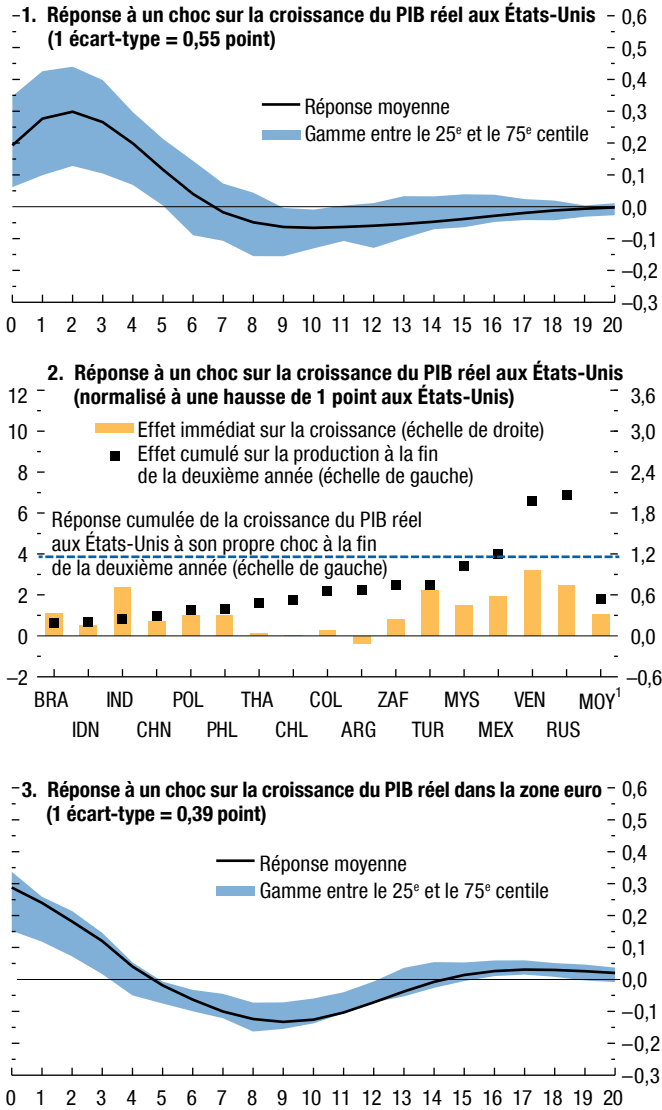 1. Réponse à un choc sur la croissance du PIB réel aux États-Unis
(1 écart-type = 0,55 point)
0,6
0,5
0,4
0,3
0,2
0,1
0,0
–0,1
–0,2
–0,3
Réponse moyenne
Gamme entre le 25e et le 75e centile
0 1 2 3 4 5 6 7 8 9 10 11 12 13 14 15 16 17 18 19 20
2. Réponse à un choc sur la croissance du PIB réel aux États-Unis
(normalisé à une hausse de 1 point aux États-Unis)
12
10
8
6
4
2
0
–2
3,6
3,0
2,4
2,1
1,2
0,6
0,0
–0,6
Effet immédiat sur la croissance (échelle de droite)
Effet cumulé sur la production à la fin
de la deuxième année (échelle de gauche)
Réponse cumulée de la croissance du PIB réel
aux États-Unis à son propre choc à la fin
de la deuxième année (échelle de gauche)
BRA IND POL THA COL ZAF MYS VEN MOY1
IDN CHN PHL CHL ARG TUR MEX RUS
3. Réponse à un choc sur la croissance du PIB réel dans la zone euro
(1 écart-type = 0,39 point)
0,6
0,5
0,4
0,3
0,2
0,1
0,0
–0,1
–0,2
–0,3
Réponse moyenne
Gamme entre le 25e et le 75e centile
0 1 2 3 4 5 6 7 8 9 10 11 12 13 14 15 16 17 18 19 20